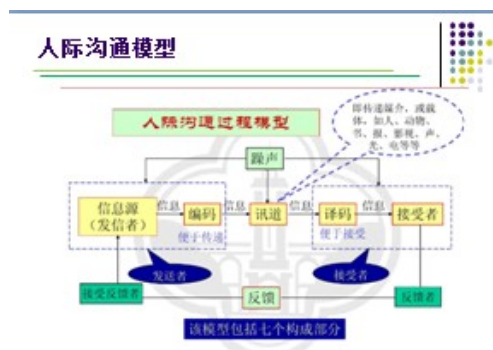 人际沟通模型
人际沟通过程模型
即传递媒介，或载
体，如人、动物、
书、报、影视、声、
光、电等等
躁声
信息源
（发信者）
信息
编码
信息
讯道
信息
译码
信息
接受者
便于传递
便于接受
发送者
接受者
接受反馈者
反馈
反馈者
该模型包括七个构成部分